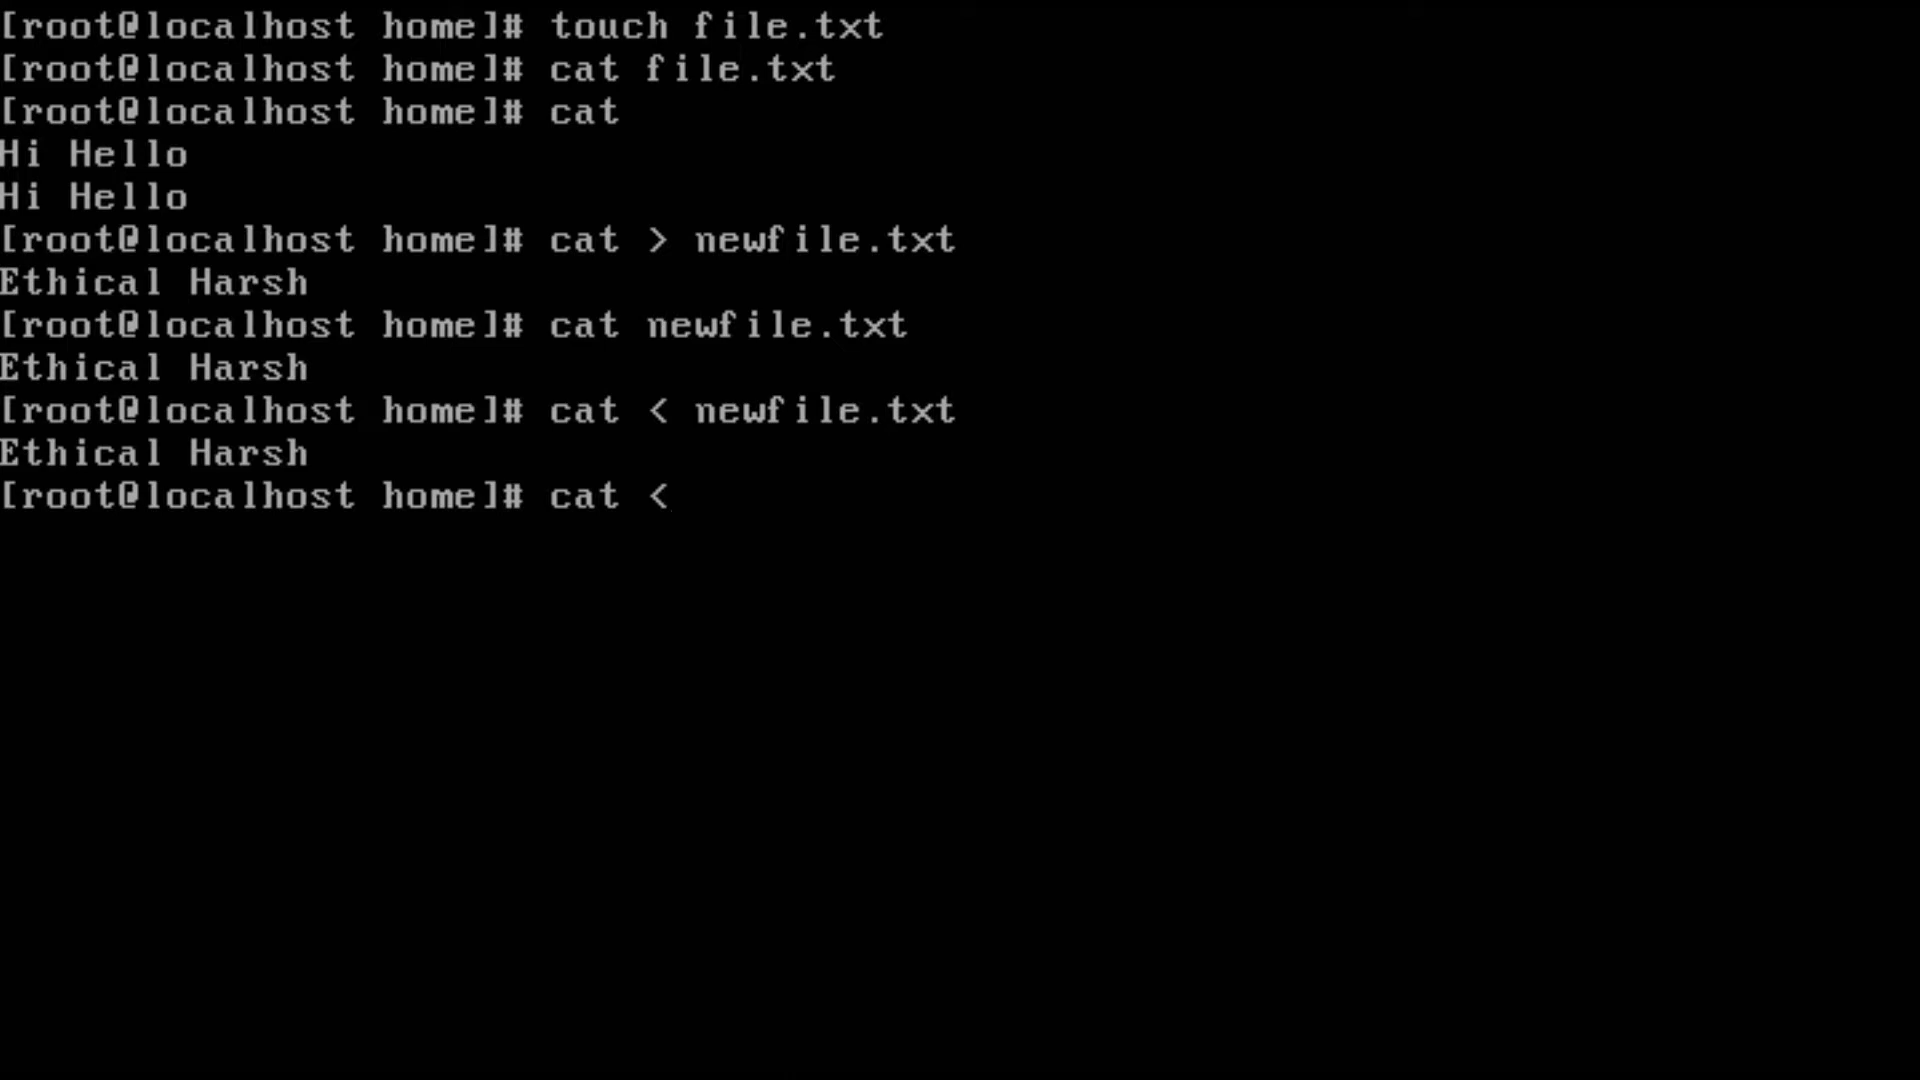 [root@localhost home]# touch file.txt
[root@localhost home]# cat file.txt
[root@localhost home]# cat
Hi Hello
Hi Hello
[root@localhost home]# cat > newfile.txt
Ethical Harsh
[root@localhost home]# cat newfile.txt
Ethical Harsh
[root@localhost home]# cat < newfile.txt
Ethical Harsh
[root@localhost home]# cat <